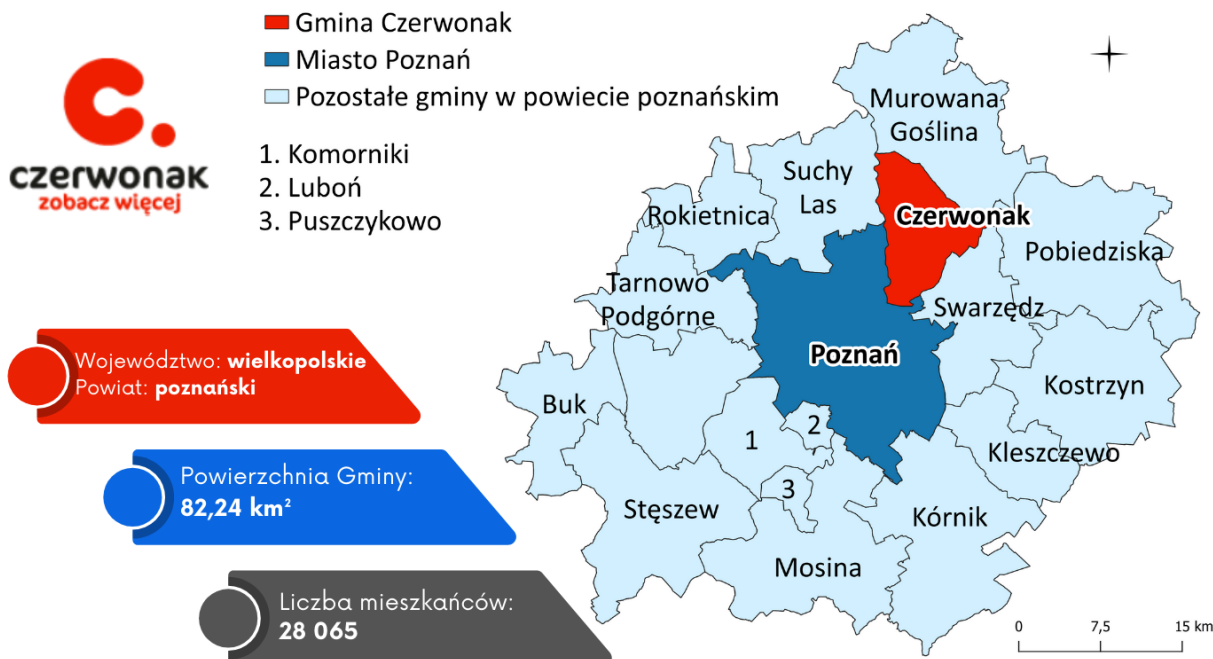 Gmina Czerwonak
Miasto Poznań
Pozostałe gminy w powiecie poznańskim
1. Komorniki
2. Luboń
3. Puszczykowo
czerwonak
zobacz więcej
Województwo: wielkopolskie
Powiat: poznański
Powierzchnia Gminy:
82,24 km²
Liczba mieszkańców:
28 065
Murowana
Goślina
Suchy
Las
Rokietnica
Czerwonak
Pobiedziska
Tarnowo
Podgórne
Swarzędz
Poznań
Kostrzyn
Buk
1
2
Kleszczewo
3
Stęszew
Kórnik
Mosina
0 7,5 15 km